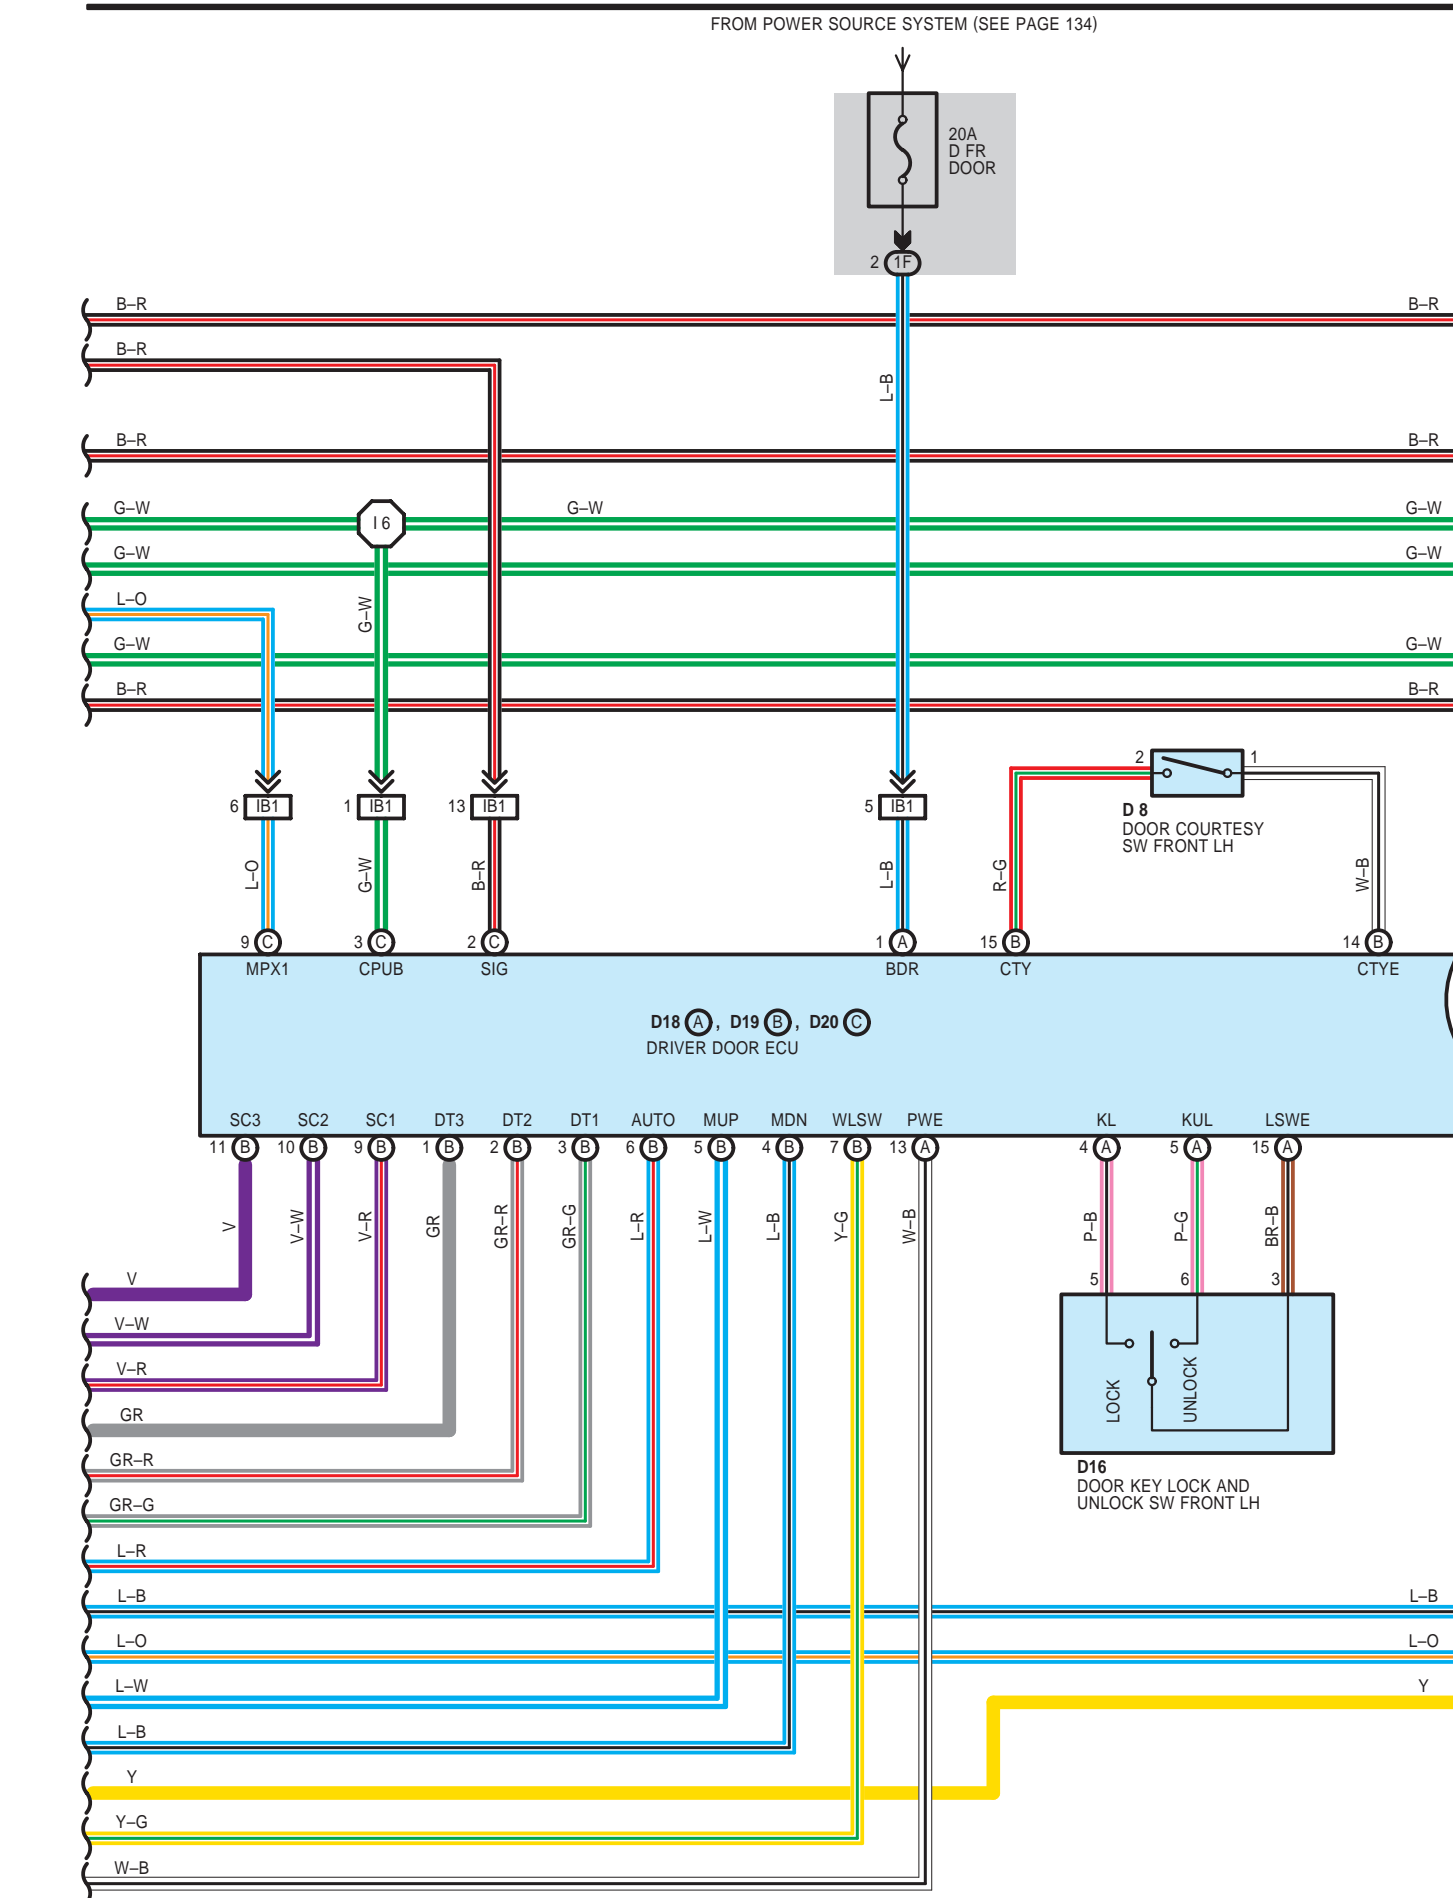 FROM POWER SOURCE SYSTEM (SEE PAGE 134)
20A
D FR
DOOR
2 1F
B–R B–R
B–R
L–B
B–R B–R
G–W I 6 G–W G–W
G–W G–W
L–O
G–W
G–W G–W
B–R B–R
2 1
6 IB1 1 IB1 13 IB1 5 IB1
D 8
DOOR COURTESY
SW FRONT LH
L–O G–W B–R L–B R–G W–B
9 C 3 C 2 C 1 A 15 B 14 B
MPX1 CPUB SIG BDR CTY CTYE
D18 A , D19 B , D20 C
DRIVER DOOR ECU
SC3 SC2 SC1 DT3 DT2 DT1 AUTO MUP MDN WLSW PWE KL KUL LSWE
11 B 10 B 9 B 1 B 2 B 3 B 6 B 5 B 4 B 7 B 13 A 4 A 5 A 15 A
V V–W V–R GR GR–R GR–G L–R L–W L–B Y–G W–B P–B P–G BR–B
V 5 6 3
V–W
V–R
LOCK UNLOCK
GR
GR–R
D16
DOOR KEY LOCK AND
UNLOCK SW FRONT LH
GR–G
L–R
L–B L–B
L–O L–O
L–W Y
L–B
Y
Y–G
W–B